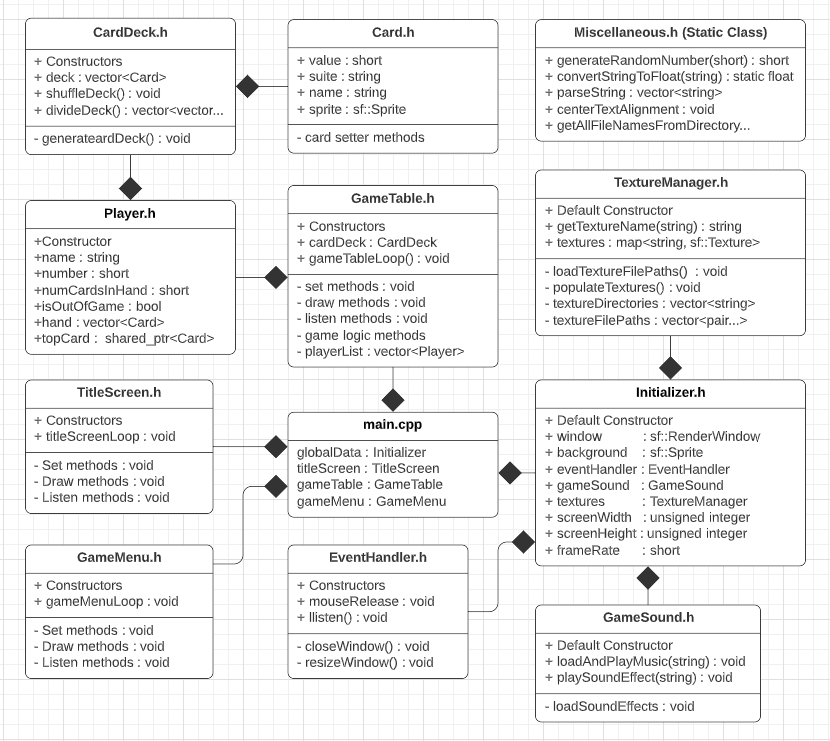 CardDeck.h
+ Constructors
+ deck : vector<Card>
+ shuffleDeck() : void
+ divideDeck() : vector<vector...
- generateardDeck() : void
Card.h
+ value : short
+ suite : string
+ name : string
+ sprite : sf::Sprite
- card setter methods
Miscellaneous.h (Static Class)
+ generateRandomNumber(short) : short
+ convertStringToFloat(string) : static float
+ parseString : vector<string>
+ centerTextAlignment : void
+ getAllFileNamesFromDirectory...
Player.h
+Constructor
+name : string
+number : short
+numCardsInHand : short
+isOutOfGame : bool
+hand : vector<Card>
+topCard : shared_ptr<Card>
GameTable.h
+ Constructors
+ cardDeck : CardDeck
+ gameTableLoop() : void
- set methods : void
- draw methods : void
- listen methods : void
- game logic methods
- playerList : vector<Player>
TextureManager.h
+ Default Constructor
+ getTextureName(string) : string
+ textures : map<string, sf::Texture>
- loadTextureFilePaths() : void
- populateTextures() : void
- textureDirectories : vector<string>
- textureFilePaths : vector<pair...>
TitleScreen.h
+ Constructors
+ titleScreenLoop : void
- Set methods : void
- Draw methods : void
- Listen methods : void
main.cpp
globalData : Initializer
titleScreen : TitleScreen
gameTable : GameTable
gameMenu : GameMenu
Initializer.h
+ Default Constructor
+ window : sf::RenderWindow
+ background : sf::Sprite
+ eventHandler : EventHandler
+ gameSound : GameSound
+ textures : TextureManager
+ screenWidth : unsigned integer
+ screenHeight : unsigned integer
+ frameRate : short
GameMenu.h
+ Constructors
+ gameMenuLoop : void
- Set methods : void
- Draw methods : void
- Listen methods : void
EventHandler.h
+ Constructors
+ mouseRelease : void
+ llisten() : void
- closeWindow() : void
- resizeWindow() : void
GameSound.h
+ Default Constructor
+ loadAndPlayMusic(string) : void
+ playSoundEffect(string) : void
- loadSoundEffects : void